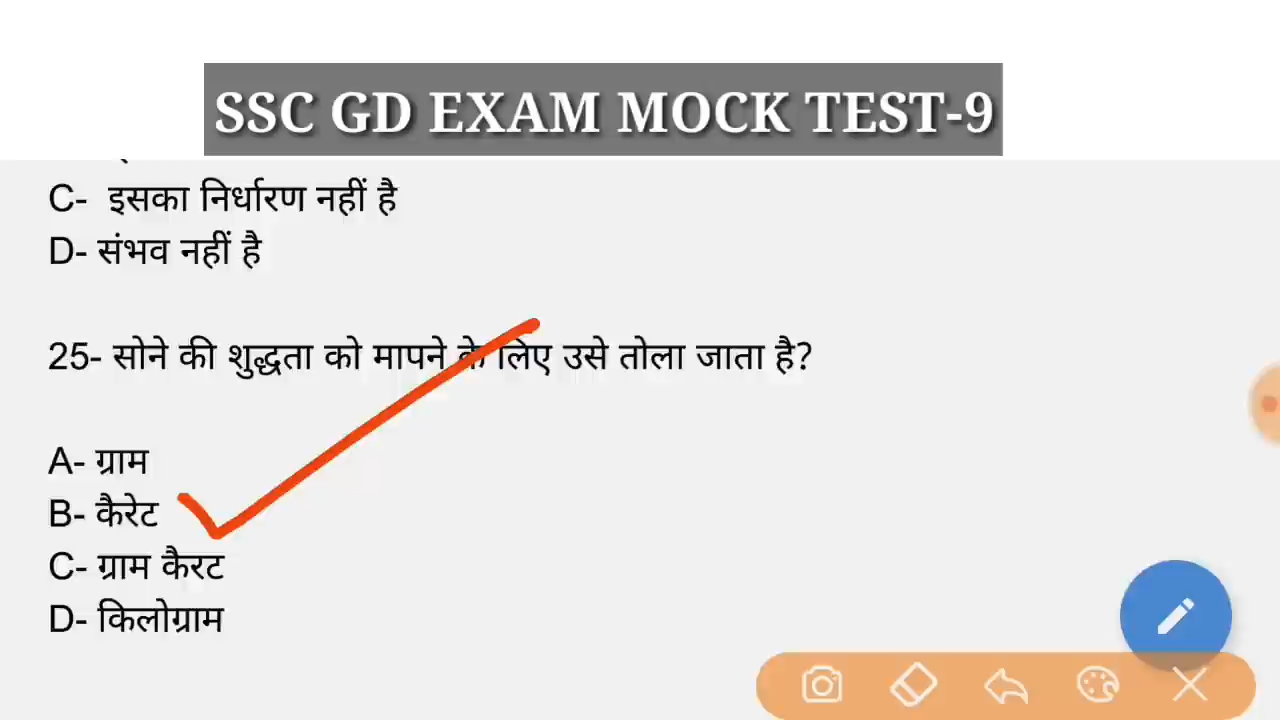 SSC GD EXAM MOCK TEST-9
C- इसका निर्धारण नहीं है
D- संभव नहीं है
25- सोने की शुद्धता को मापने के लिए उसे तोला जाता है?
A- ग्राम
B- कैरेट
C- ग्राम कैरट
D- किलोग्राम